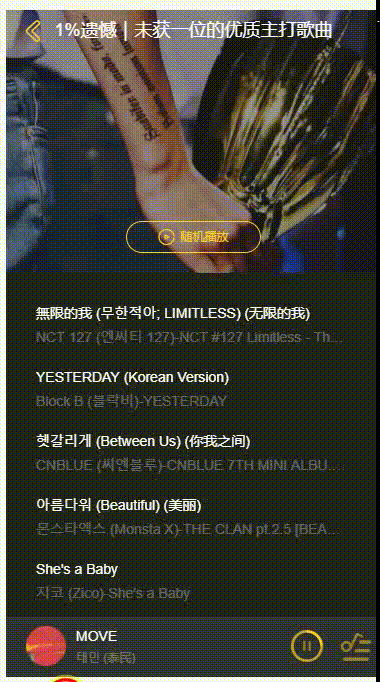 1%遗憾｜未获一位的优质主打歌曲
随机播放
無限的我 (무한적아; LIMITLESS) (无限的我)
NCT 127 (엔씨티 127)-NCT #127 Limitless - Th...
YESTERDAY (Korean Version)
Block B (블락비)-YESTERDAY
헷갈리게 (Between Us) (你我之间)
CNBLUE (씨엔블루)-CNBLUE 7TH MINI ALBU...
아름다워 (Beautiful) (美丽)
몬스타엑스 (Monsta X)-THE CLAN pt.2.5 [BEA...
She's a Baby
지코 (Zico)-She's a Baby
MOVE
태민 (泰民)